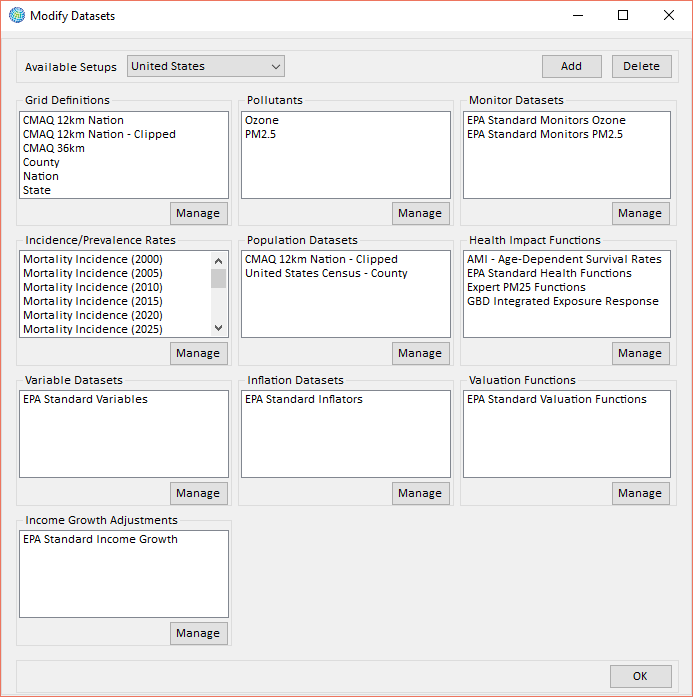 Modify Datasets
Available Setups
United States
Add
Delete
Grid Definitions
CMAQ 12km Nation
CMAQ 12km Nation - Clipped
CMAQ 36km
County
Nation
State
Manage
Pollutants
Ozone
PM2.5
Manage
Monitor Datasets
EPA Standard Monitors Ozone
EPA Standard Monitors PM2.5
Manage
Incidence/Prevalence Rates
Mortality Incidence (2000)
Mortality Incidence (2005)
Mortality Incidence (2010)
Mortality Incidence (2015)
Mortality Incidence (2020)
Mortality Incidence (2025)
Manage
Population Datasets
CMAQ 12km Nation - Clipped
United States Census - County
Manage
Health Impact Functions
AMI - Age-Dependent Survival Rates
EPA Standard Health Functions
Expert PM25 Functions
GBD Integrated Exposure Response
Manage
Variable Datasets
EPA Standard Variables
Manage
Inflation Datasets
EPA Standard Inflators
Manage
Valuation Functions
EPA Standard Valuation Functions
Manage
Income Growth Adjustments
EPA Standard Income Growth
Manage
OK